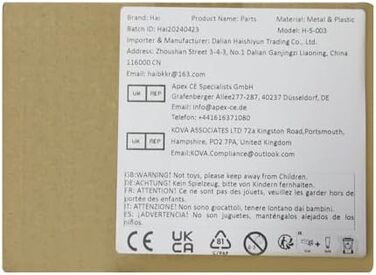 Brand: Hai Product Name: Parts Material: Metal & Plastic
Batch ID: Hai20240423 Model: H-S-003
Importer & Manufacturer: Dalian Haishiyun Trading Co., Ltd.
Address: Zhoushan Street 3-4-3, No.1 Dalian Ganjingzi Liaoning, China
116000.CN
Email: haibkkr@163.com
Apex CE Specialists GmbH
Grafenberger Allee277-287, 40237 Düsseldorf, DE
UK REP
Email: Info@apex-ce.de
Telefon: +441616371080
KOVA ASSOCIATES LTD 72a Kingston Road,Portsmouth,
UK REP
Hampshire, PO2 7PA, United Kingdom
Email:KOVA.Compliance@outlook.com
GB:WARNING! Not toys, please keep away from Children.
DE:ACHTUNG! Kein Spielzeug, bitte von Kindern fernhalten.
FR:ATTENTION! Ce ne sont pas des jouets, veuillez les garder hors de
portée des enfants.
IT: ATTENZIONE! Non sono giocattoli, tenere lontano dai bambini.
ES: ¡ADVERTENCIA! No son juguetes, manténgalos alejados de los
niños.
CE UK CA 81 C/PAP